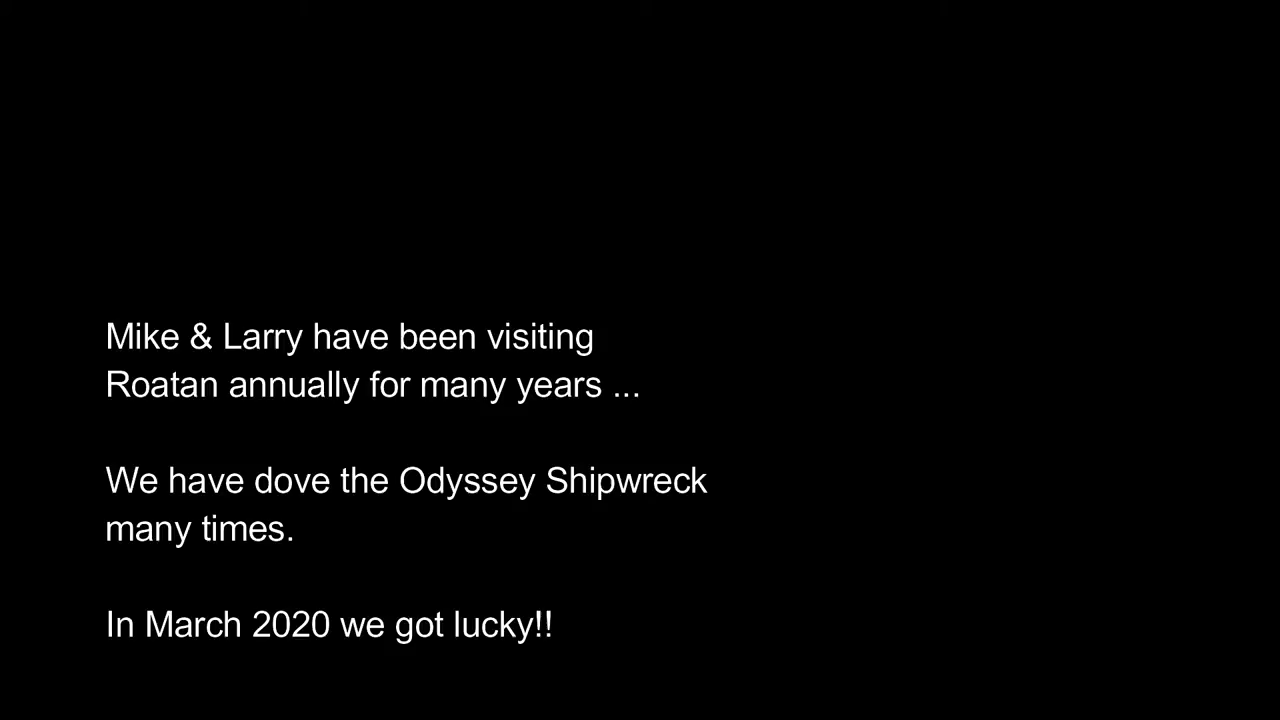 Mike & Larry have been visiting
Roatan annually for many years ...
We have dove the Odyssey Shipwreck
many times.
In March 2020 we got lucky!!